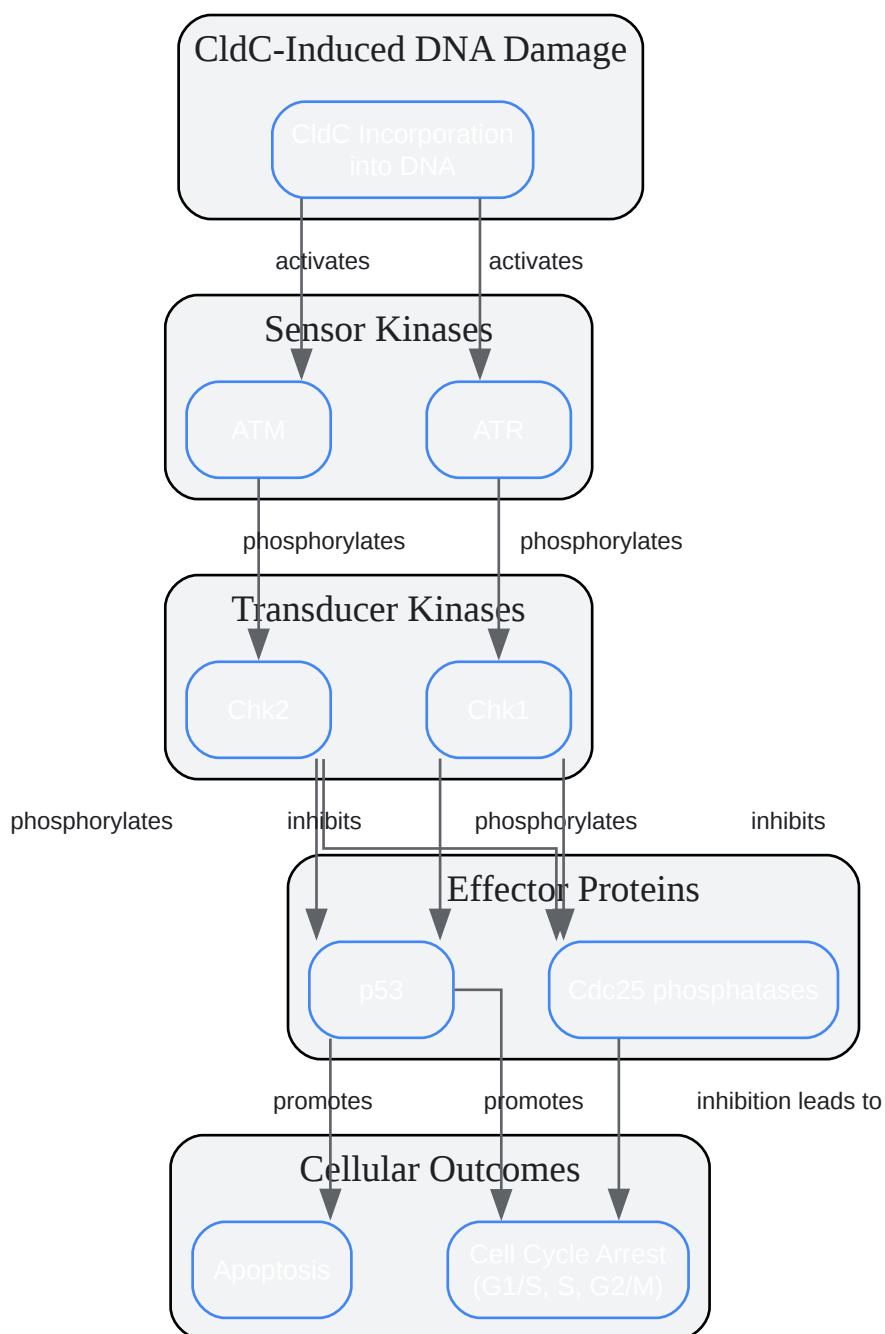 CldC-Induced DNA Damage
CldC Incorporation
into DNA
activates
activates
Sensor Kinases
ATM
ATR
phosphorylates
phosphorylates
Transducer Kinases
Chk2
Chk1
phosphorylates
inhibits
phosphorylates
inhibits
Effector Proteins
p53
Cdc25 phosphatases
promotes
promotes
inhibition leads to
Cellular Outcomes
Apoptosis
Cell Cycle Arrest
(G1/S, S, G2/M)